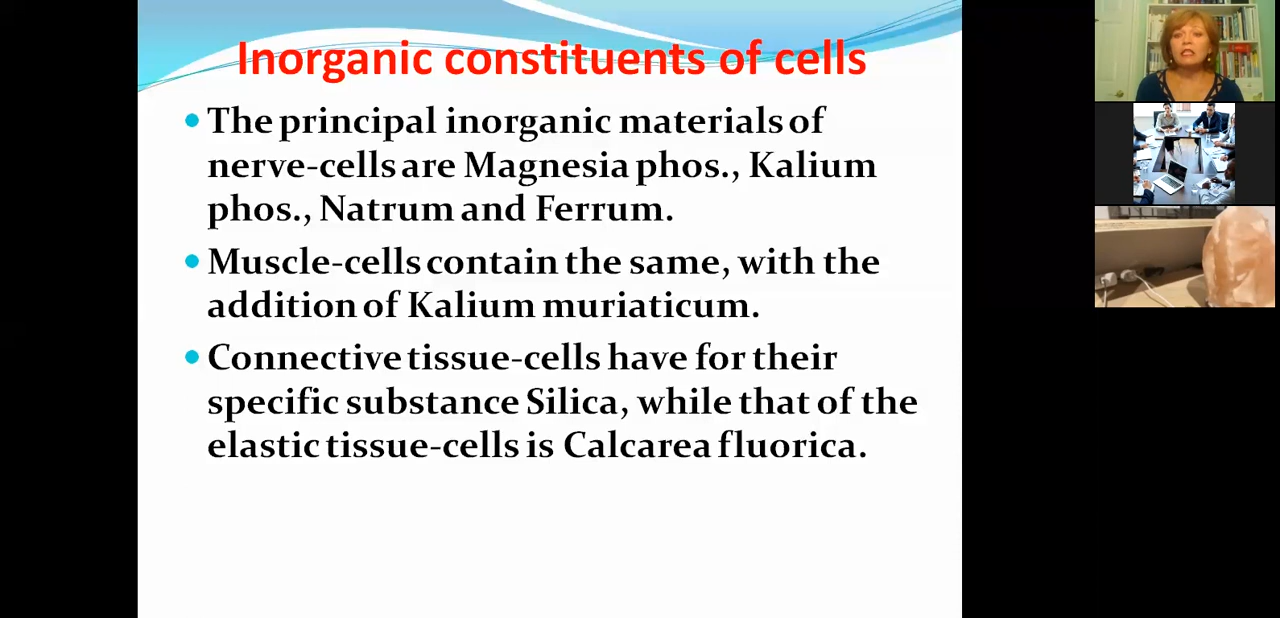 Inorganic constituents of cells
• The principal inorganic materials of
nerve-cells are Magnesia phos., Kalium
phos., Natrum and Ferrum.
• Muscle-cells contain the same, with the
addition of Kalium muriaticum.
• Connective tissue-cells have for their
specific substance Silica, while that of the
elastic tissue-cells is Calcarea fluorica.